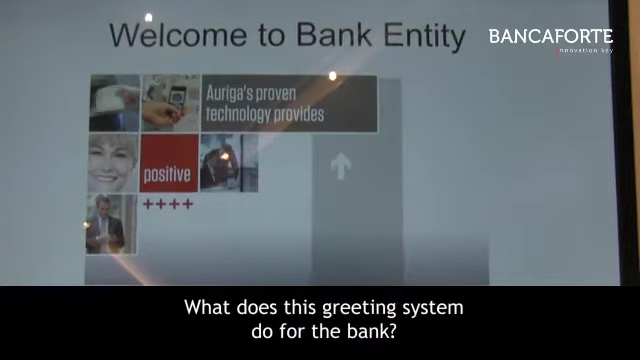 Welcome to Bank Entity
BANCAFORTE
innovation key
Auriga's proven
technology provides
positive
++++
What does this greeting system
do for the bank?